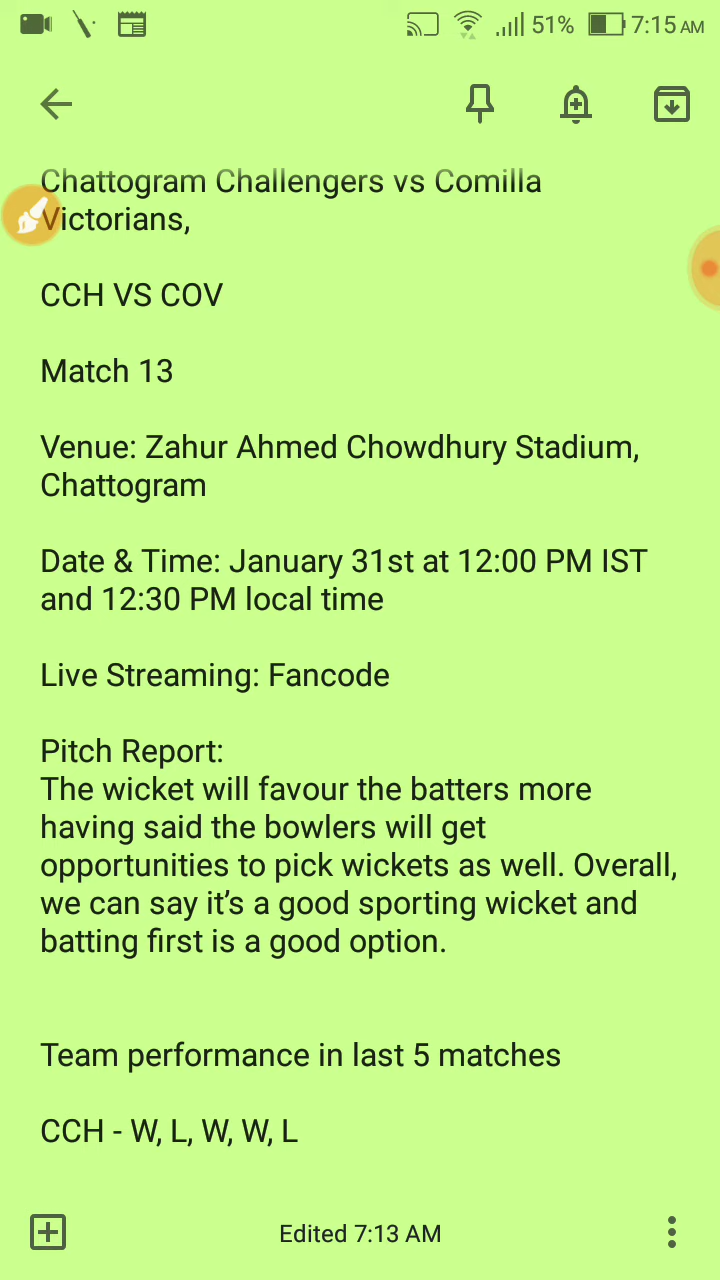 51% 7:15 AM
Chattogram Challengers vs Comilla
Victorians,
CCH VS COV
Match 13
Venue: Zahur Ahmed Chowdhury Stadium,
Chattogram
Date & Time: January 31st at 12:00 PM IST
and 12:30 PM local time
Live Streaming: Fancode
Pitch Report:
The wicket will favour the batters more
having said the bowlers will get
opportunities to pick wickets as well. Overall,
we can say it’s a good sporting wicket and
batting first is a good option.
Team performance in last 5 matches
CCH - W, L, W, W, L
Edited 7:13 AM